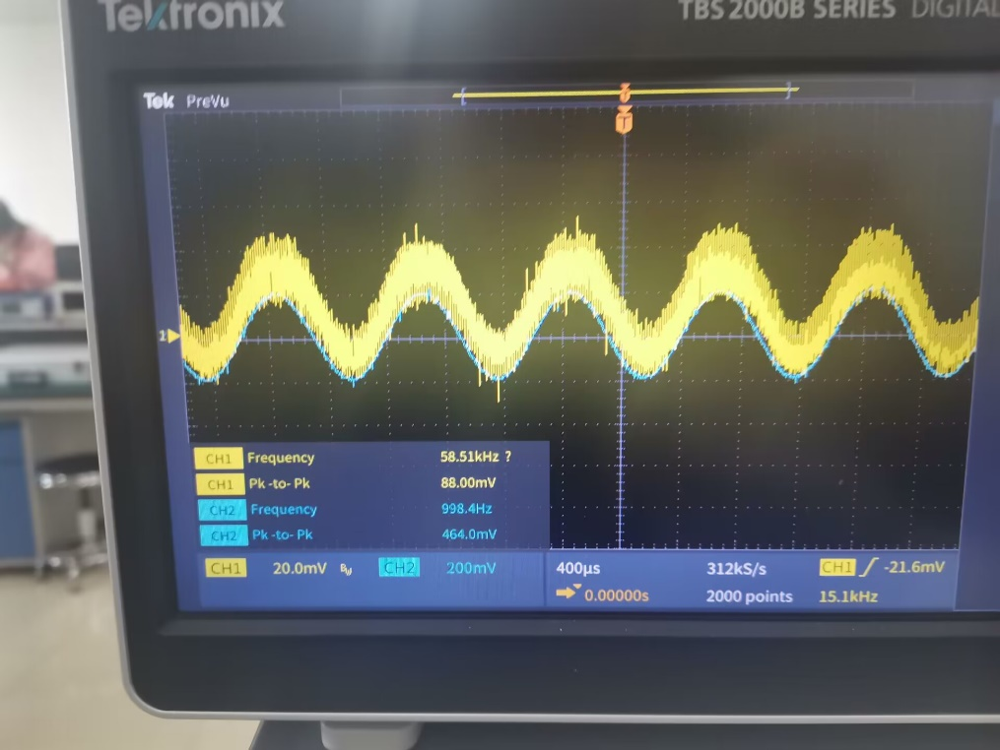 Tektronix
TBS 2000B SERIES DIGITAL
Tek PreVu
T
1
CH1 Frequency 58.51kHz ?
CH1 Pk -to- Pk 88.00mV
CH2 Frequency 998.4Hz
CH2 Pk -to- Pk 464.0mV
CH1 20.0mV BW CH2 200mV 400µs 312kS/s CH1 -21.6mV
0.00000s 2000 points 15.1kHz